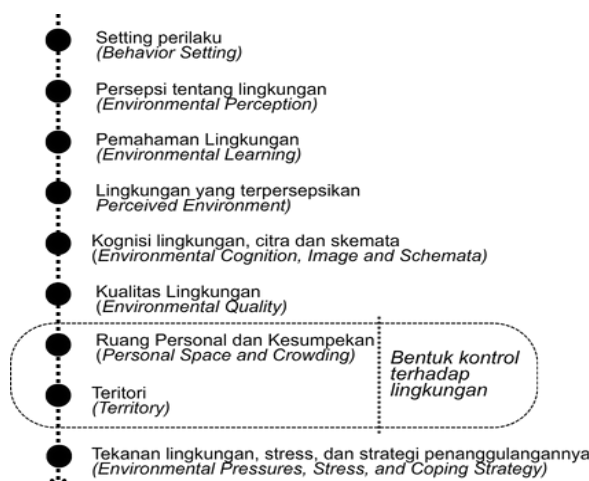 Setting perilaku
(Behavior Setting)
Persepsi tentang lingkungan
(Environmental Perception)
Pemahaman Lingkungan
(Environmental Learning)
Lingkungan yang terpersepsikan
Perceived Environment)
Kognisi lingkungan, citra dan skemata
(Environmental Cognition, Image and Schemata)
Kualitas Lingkungan
(Environmental Quality)
Ruang Personal dan Kesumpekan
(Personal Space and Crowding)
Teritori
(Territory)
Bentuk kontrol
terhadap
lingkungan
Tekanan lingkungan, stress, dan strategi penanggulangannya
(Environmental Pressures, Stress, and Coping Strategy)